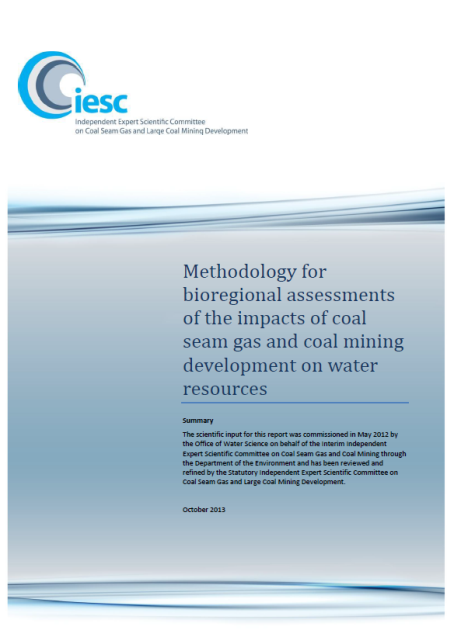 iesc
Independent Expert Scientific Committee
on Coal Seam Gas and Large Coal Mining Development
Methodology for
bioregional assessments
of the impacts of coal
seam gas and coal mining
development on water
resources
Summary
The scientific input for this report was commissioned in May 2012 by
the Office of Water Science on behalf of the Interim Independent
Expert Scientific Committee on Coal Seam Gas and Coal Mining through
the Department of the Environment and has been reviewed and
refined by the Statutory Independent Expert Scientific Committee on
Coal Seam Gas and Large Coal Mining Development.
October 2013